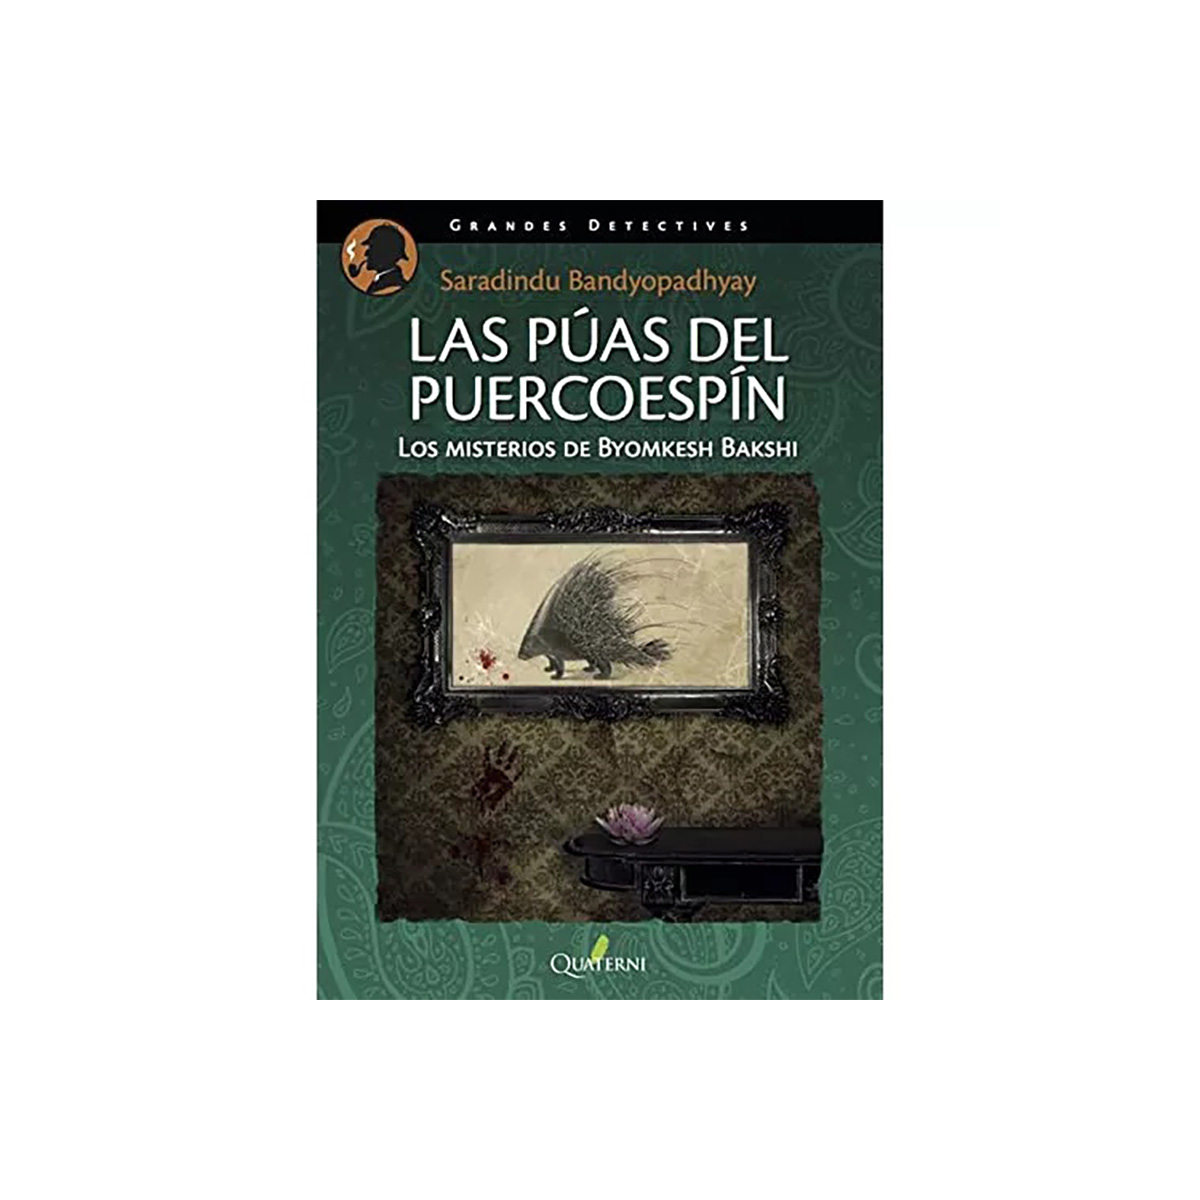 GRANDES DETECTIVES
Saradindu Bandyopadhyay
LAS PÚAS DEL
PUERCOESPÍN
LOS MISTERIOS DE BYOMKESH BAKSHI
QUATERNI